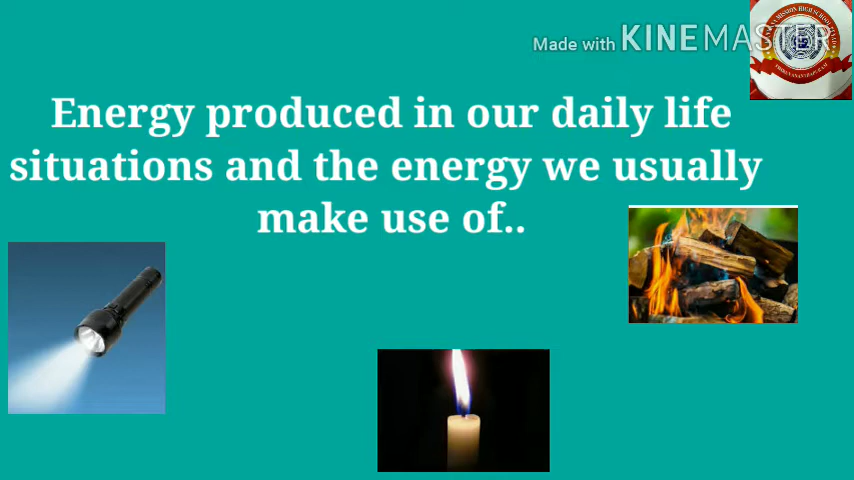 Made with KINEMASTER
Energy produced in our daily life
situations and the energy we usually
make use of..